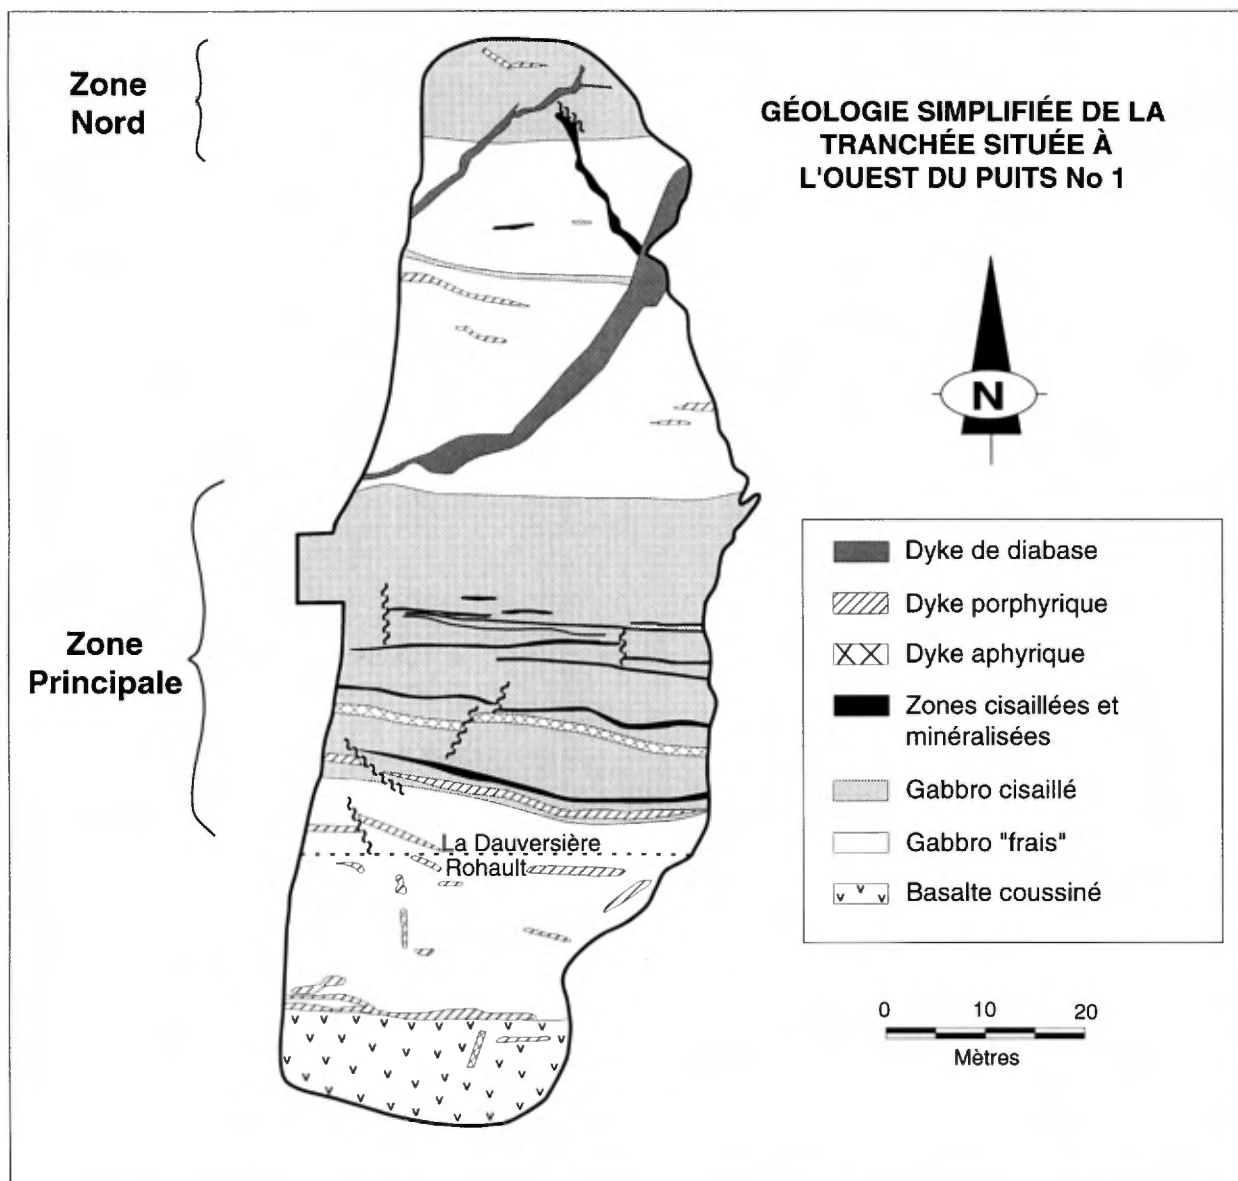 Zone
Nord
GÉOLOGIE SIMPLIFIÉE DE LA
TRANCHÉE SITUÉE À
L'OUEST DU PUITS No 1
N
Dyke de diabase
Dyke porphyrique
Dyke aphyrique
Zones cisaillées et
minéralisées
Gabbro cisaillé
Gabbro "frais"
Basalte coussiné
Zone
Principale
La Dauversière
Rohault
0 10 20
Mètres